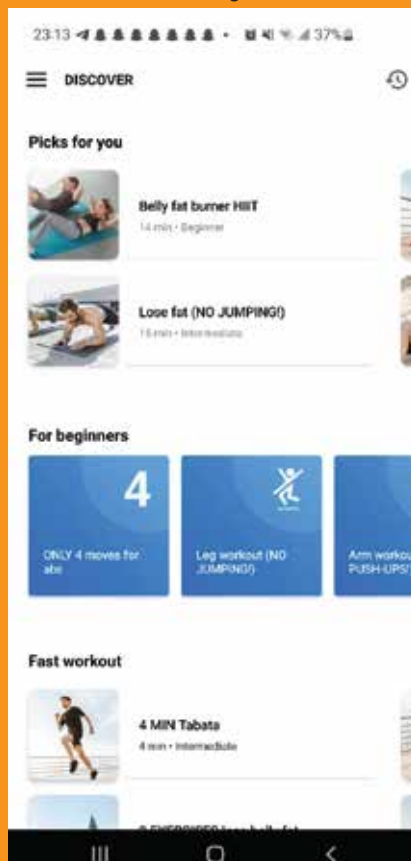 23:13 37%
DISCOVER
Picks for you
Belly fat burner HIIT
14 min • Beginner
Lose fat (NO JUMPING!)
15 min • Intermediate
For beginners
4
ONLY 4 moves for
abs
Leg workout (NO
JUMPING!)
Arm workou
PUSH-UPS!
Fast workout
4 MIN Tabata
4 min • Intermediate